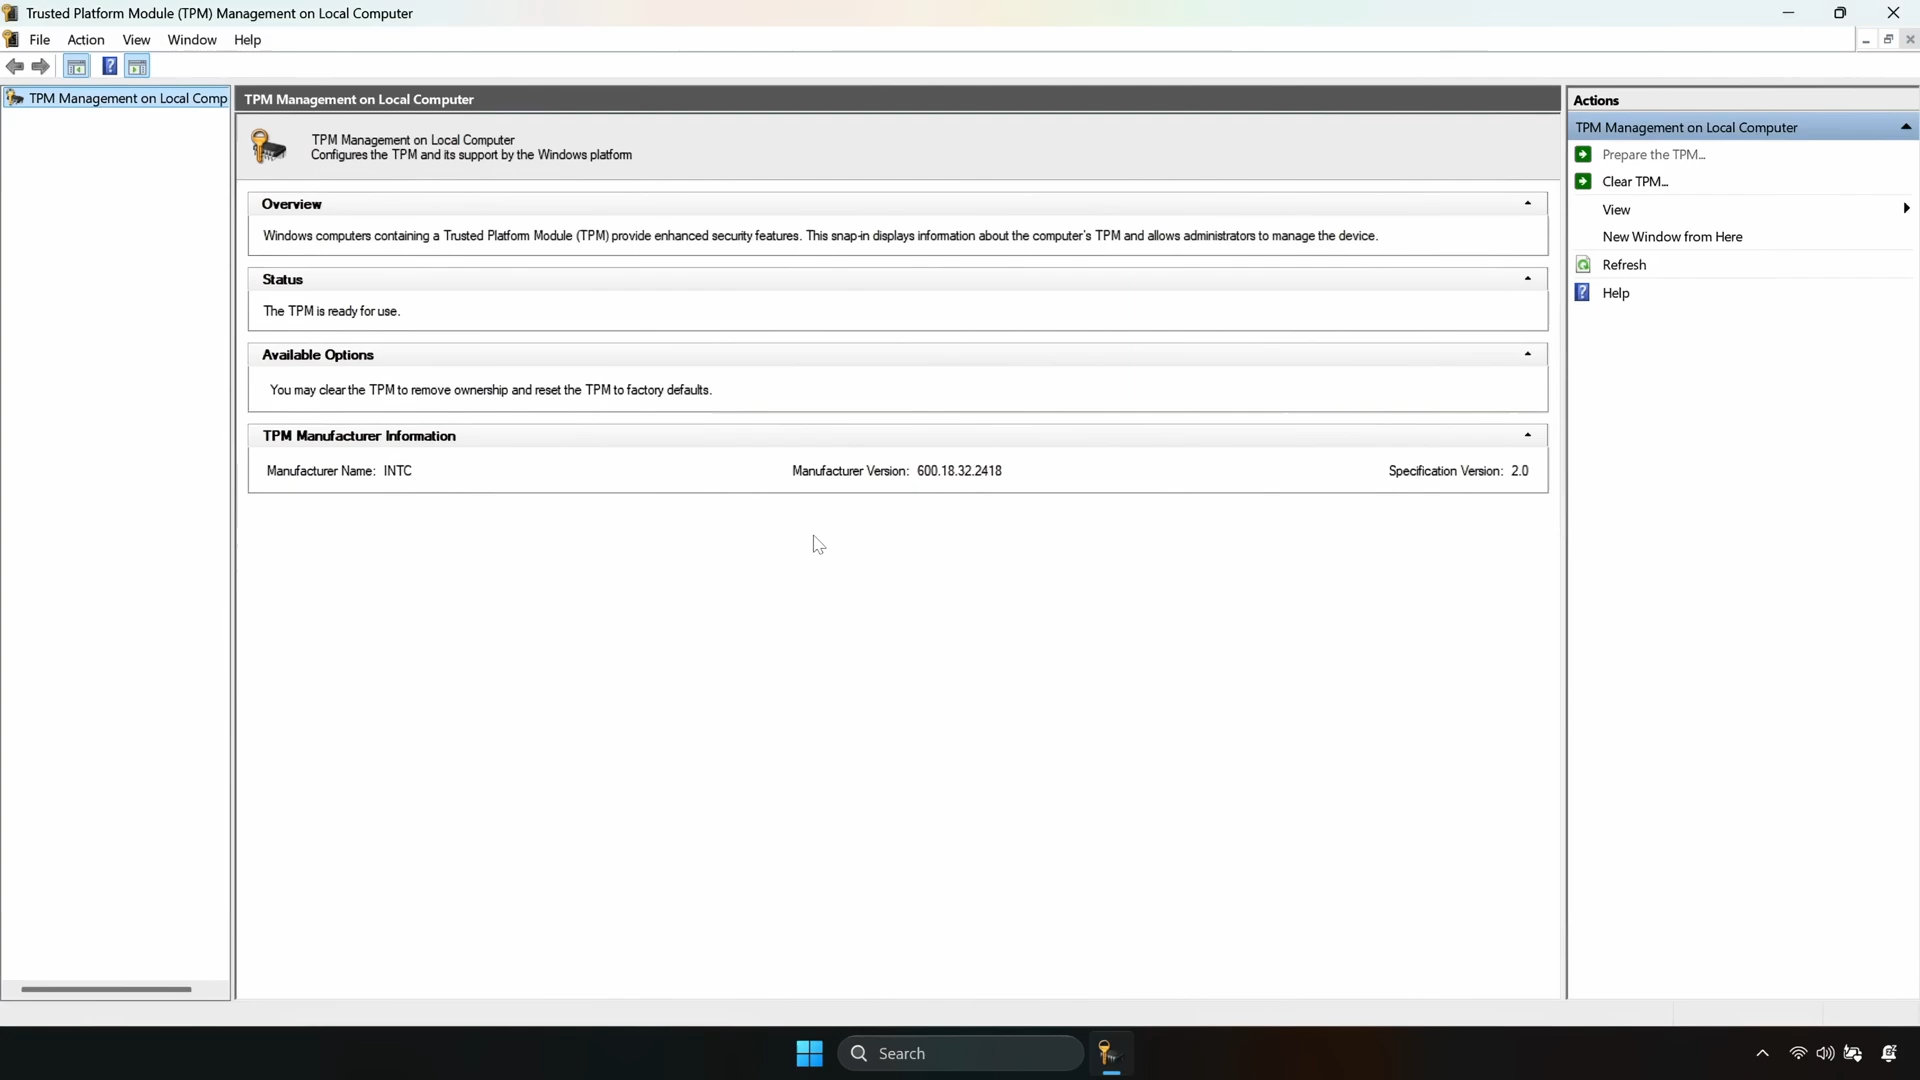 Trusted Platform Module (TPM) Management on Local Computer
File Action View Window Help
TPM Management on Local Comp
TPM Management on Local Computer
TPM Management on Local Computer
Configures the TPM and its support by the Windows platform
Overview
Windows computers containing a Trusted Platform Module (TPM) provide enhanced security features. This snap-in displays information about the computer's TPM and allows administrators to manage the device.
Status
The TPM is ready for use.
Available Options
You may clear the TPM to remove ownership and reset the TPM to factory defaults.
TPM Manufacturer Information
Manufacturer Name: INTC Manufacturer Version: 600.18.32.2418 Specification Version: 2.0
Actions
TPM Management on Local Computer
Prepare the TPM...
Clear TPM...
View
New Window from Here
Refresh
Help
Search